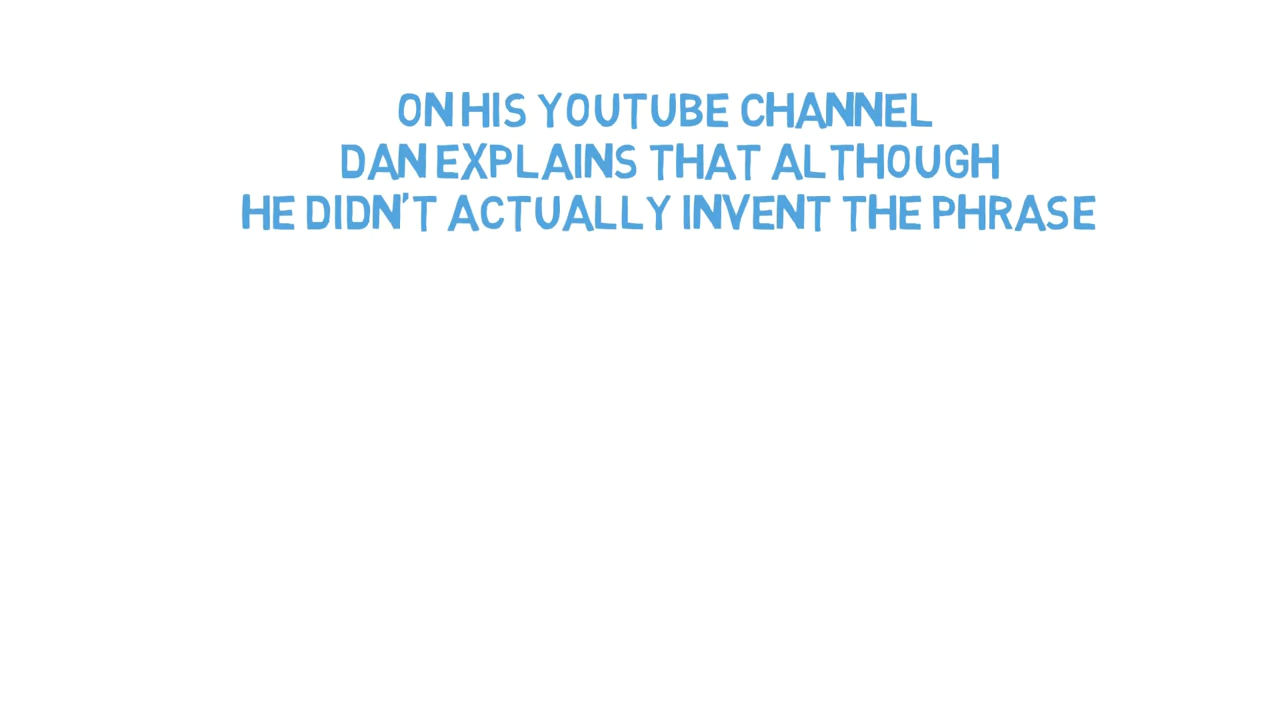 ON HIS YOUTUBE CHANNEL
DAN EXPLAINS THAT ALTHOUGH
HE DIDN'T ACTUALLY INVENT THE PHRASE